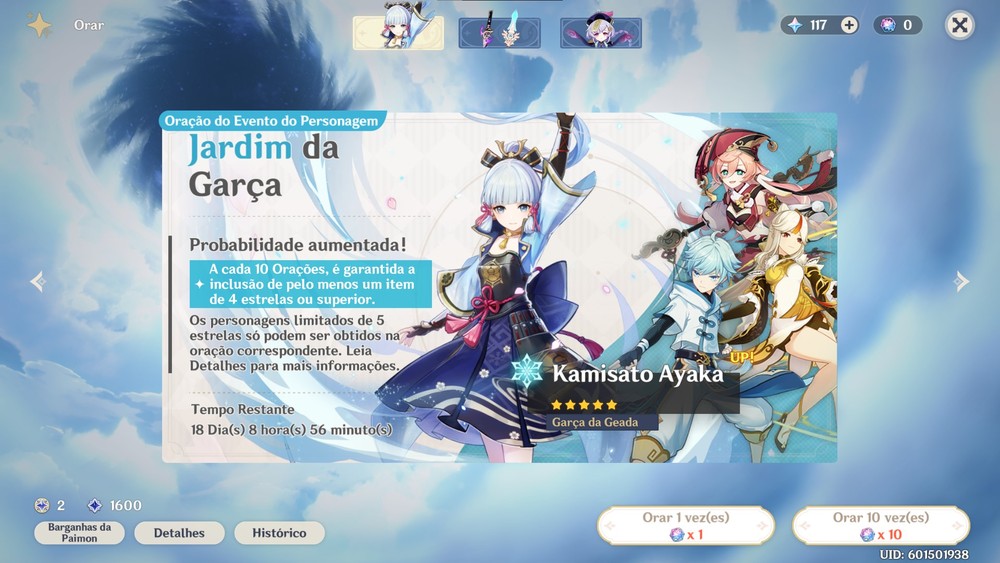 Orar
117
0
Oração do Evento do Personagem
Jardim da
Garça
Probabilidade aumentada!
A cada 10 Orações, é garantida a
inclusão de pelo menos um item
de 4 estrelas ou superior.
Os personagens limitados de 5
estrelas só podem ser obtidos na
oração correspondente. Leia
Detalhes para mais informações.
Tempo Restante
18 Dia(s) 8 hora(s) 56 minuto(s)
UP!
Kamisato Ayaka
Garça da Geada
2
1600
Barganhas da
Paimon
Detalhes
Histórico
Orar 1 vez(es)
x 1
Orar 10 vez(es)
x 10
UID: 601501938